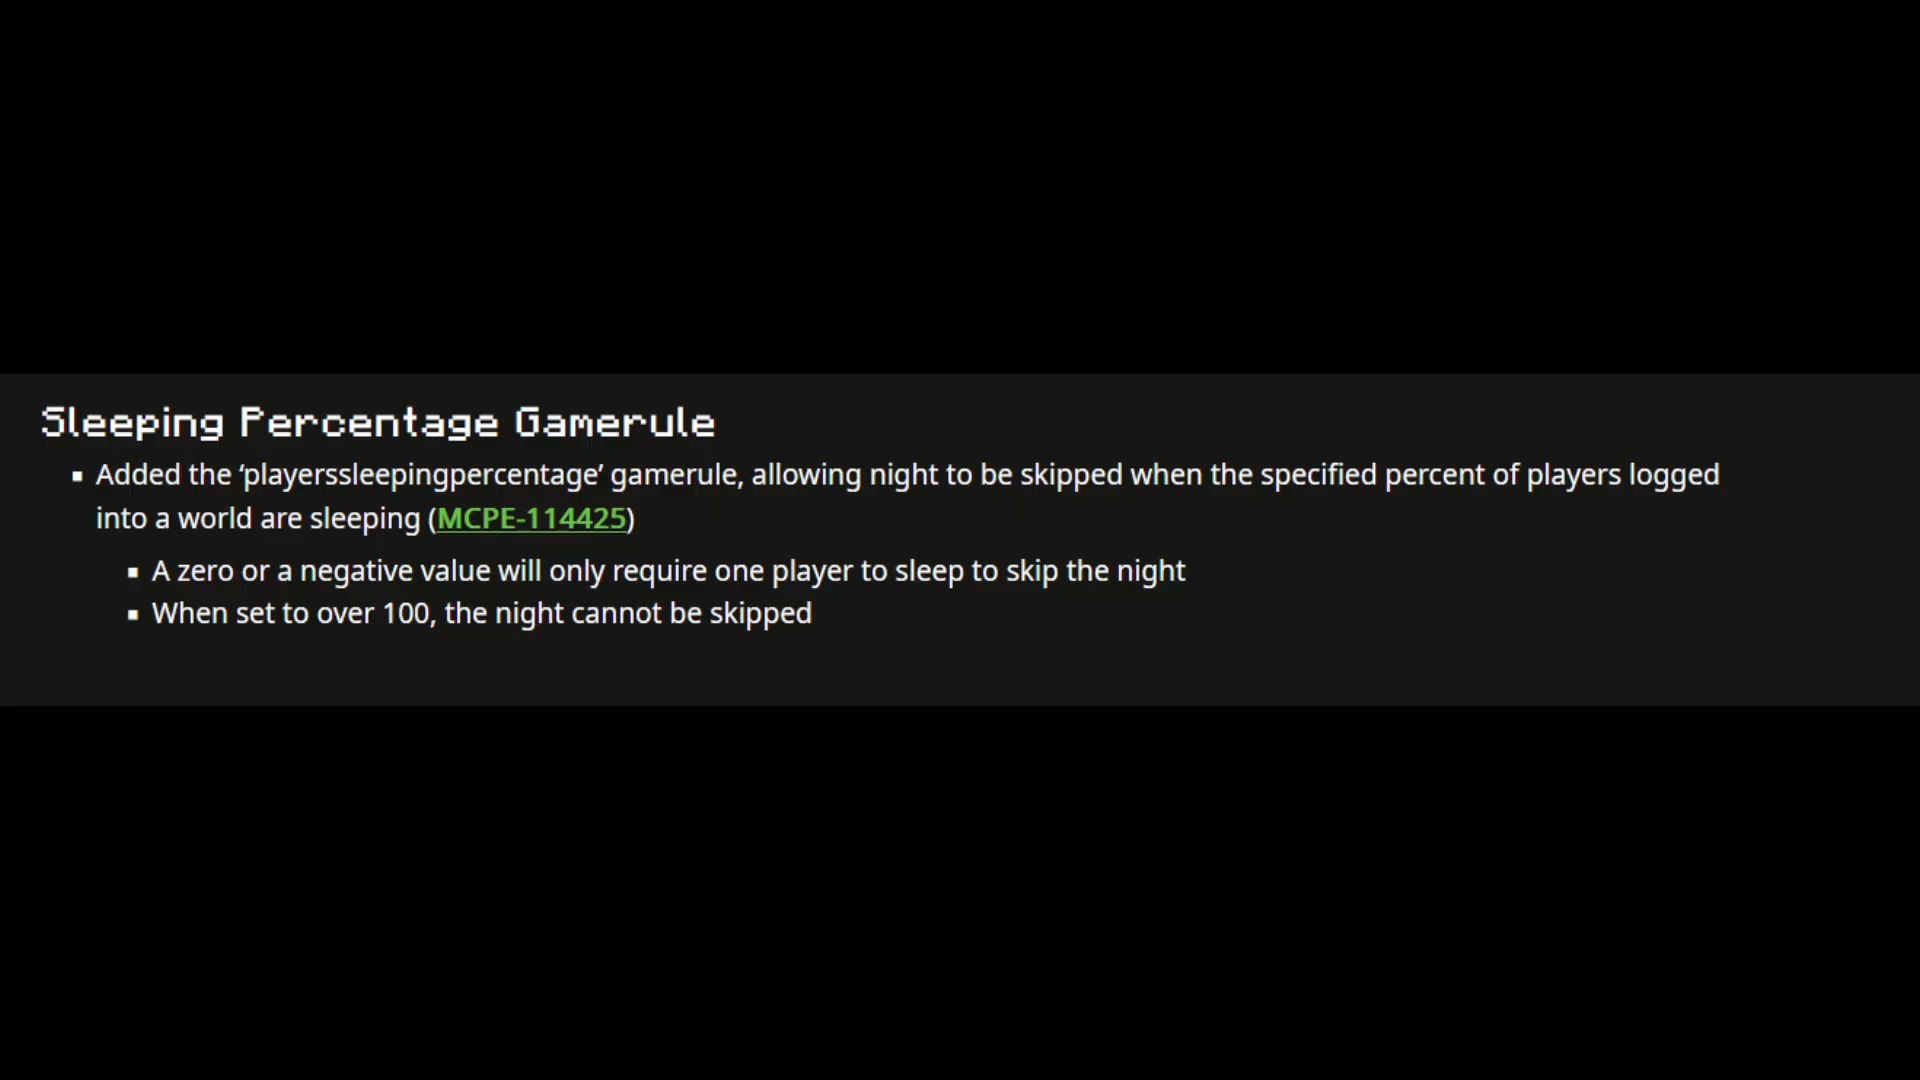 Sleeping Percentage Gamerule
▪ Added the ‘playerssleepingpercentage’ gamerule, allowing night to be skipped when the specified percent of players logged
into a world are sleeping (MCPE-114425)
▪ A zero or a negative value will only require one player to sleep to skip the night
▪ When set to over 100, the night cannot be skipped